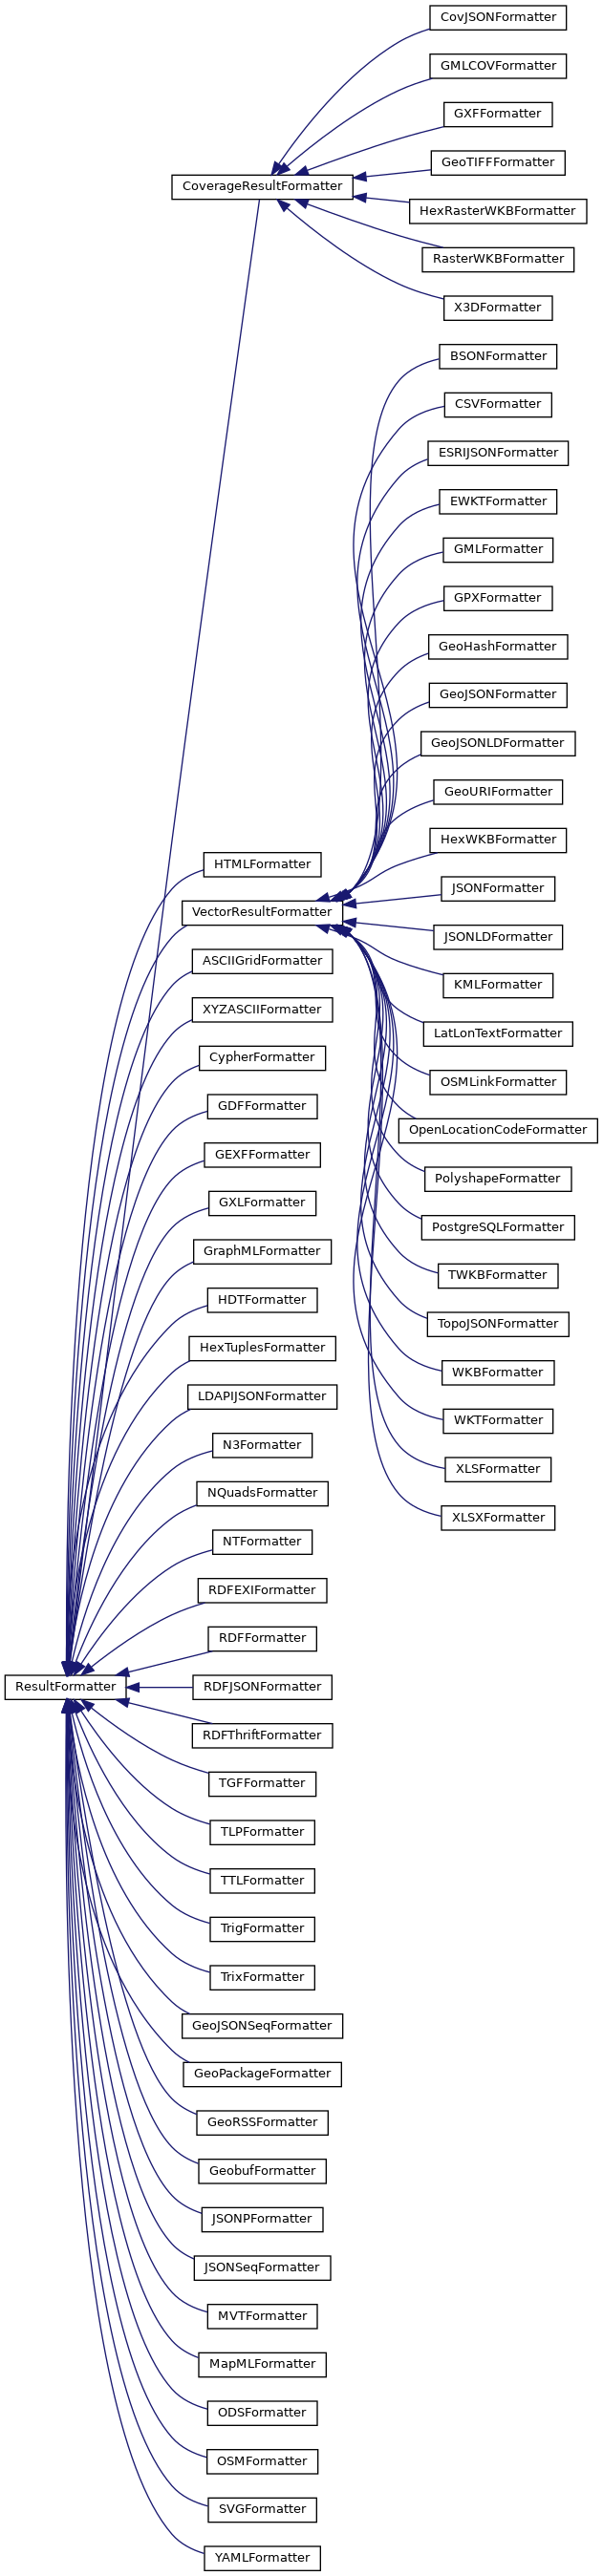 CovJSONFormatter
GMLCOVFormatter
GXFFormatter
GeoTIFFFormatter
CoverageResultFormatter
HexRasterWKBFormatter
RasterWKBFormatter
X3DFormatter
BSONFormatter
CSVFormatter
ESRIJSONFormatter
EWKTFormatter
GMLFormatter
GPXFormatter
GeoHashFormatter
GeoJSONFormatter
GeoJSONLDFormatter
GeoURIFormatter
HexWKBFormatter
HTMLFormatter
JSONFormatter
VectorResultFormatter
JSONLDFormatter
ASCIIGridFormatter
KMLFormatter
XYZASCIIFormatter
LatLonTextFormatter
CypherFormatter
OSMLinkFormatter
GDFFormatter
OpenLocationCodeFormatter
GEXFFormatter
PolyshapeFormatter
GXLFormatter
PostgreSQLFormatter
GraphMLFormatter
TWKBFormatter
HDTFormatter
TopoJSONFormatter
HexTuplesFormatter
WKBFormatter
LDAPIJSONFormatter
WKTFormatter
N3Formatter
XLSFormatter
NQuadsFormatter
XLSXFormatter
NTFormatter
RDFEXIFormatter
RDFFormatter
ResultFormatter
RDFJSONFormatter
RDFThriftFormatter
TGFFormatter
TLPFormatter
TTLFormatter
TrigFormatter
TrixFormatter
GeoJSONSeqFormatter
GeoPackageFormatter
GeoRSSFormatter
GeobufFormatter
JSONPFormatter
JSONSeqFormatter
MVTFormatter
MapMLFormatter
ODSFormatter
OSMFormatter
SVGFormatter
YAMLFormatter